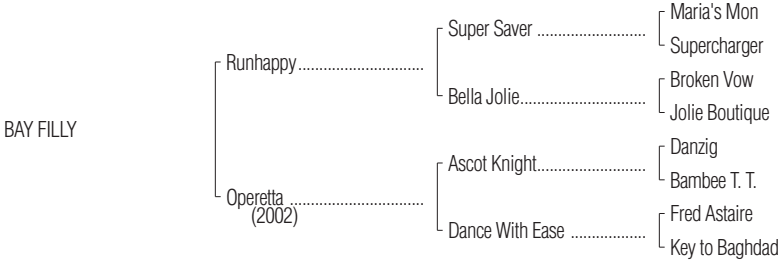 Maria's Mon
Super Saver ..........................
Supercharger
Runhappy..............................
Broken Vow
Bella Jolie..............................
Jolie Boutique
BAY FILLY
Danzig
Ascot Knight..........................
Bambee T. T.
Operetta ................................
(2002)
Fred Astaire
Dance With Ease ..................
Key to Baghdad